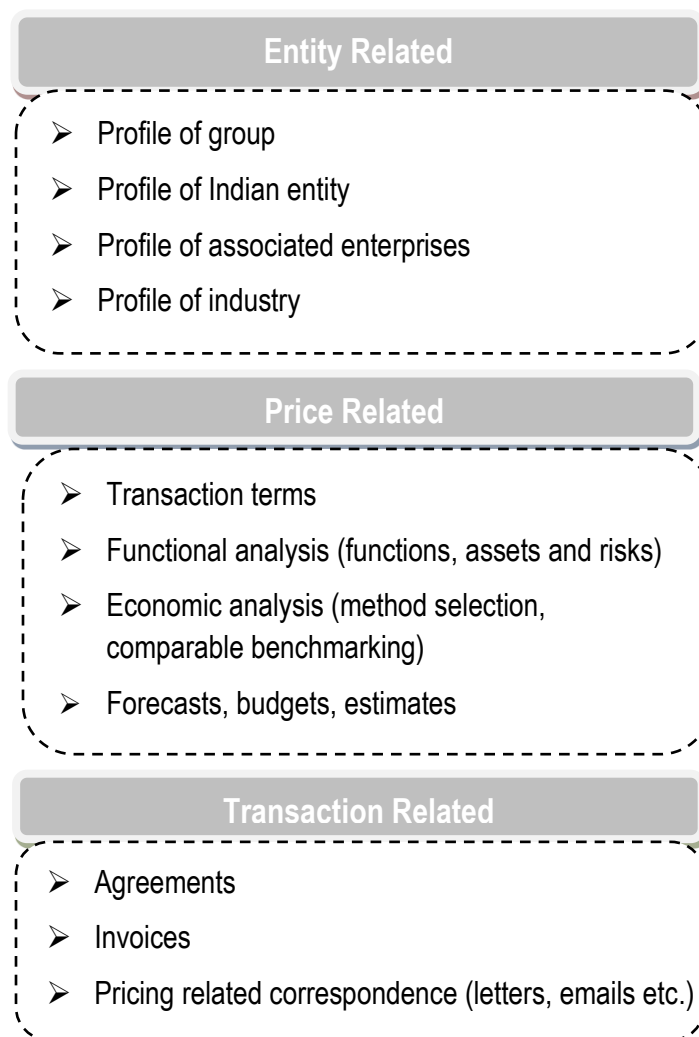 Entity Related
➢ Profile of group
➢ Profile of Indian entity
➢ Profile of associated enterprises
➢ Profile of industry
Price Related
➢ Transaction terms
➢ Functional analysis (functions, assets and risks)
➢ Economic analysis (method selection,
comparable benchmarking)
➢ Forecasts, budgets, estimates
Transaction Related
➢ Agreements
➢ Invoices
➢ Pricing related correspondence (letters, emails etc.)